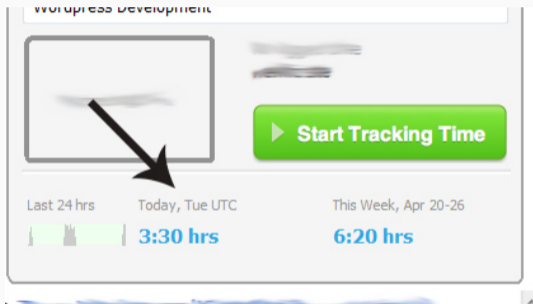 Wordpress Development
Start Tracking Time
Last 24 hrs
Today, Tue UTC
This Week, Apr 20-26
3:30 hrs
6:20 hrs